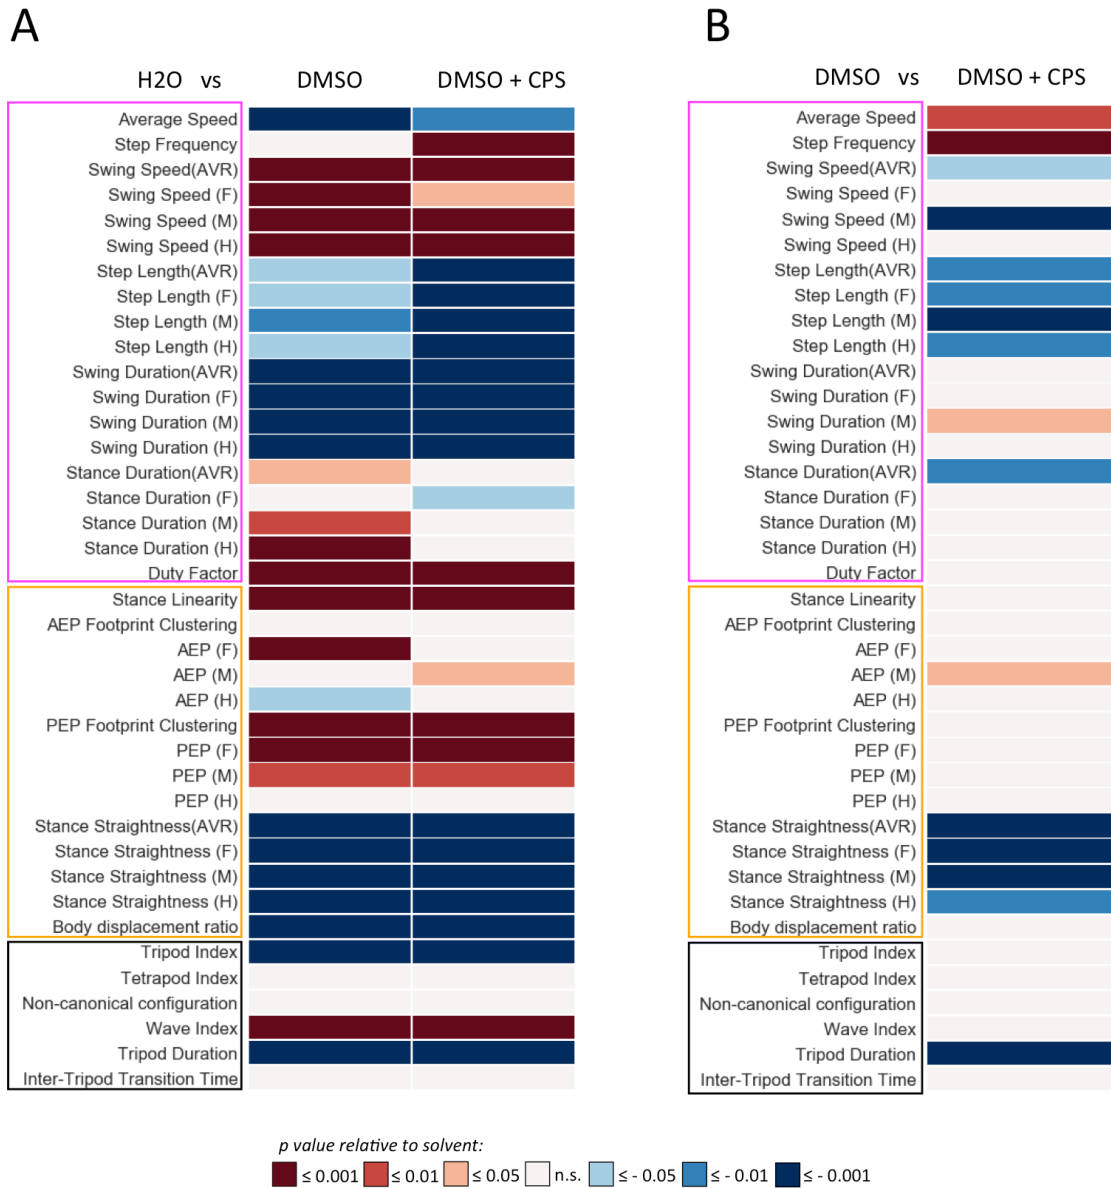 A
H2O vs DMSO DMSO + CPS
Average Speed
Step Frequency
Swing Speed(AVR)
Swing Speed (F)
Swing Speed (M)
Swing Speed (H)
Step Length(AVR)
Step Length (F)
Step Length (M)
Step Length (H)
Swing Duration(AVR)
Swing Duration (F)
Swing Duration (M)
Swing Duration (H)
Stance Duration(AVR)
Stance Duration (F)
Stance Duration (M)
Stance Duration (H)
Duty Factor
Stance Linearity
AEP Footprint Clustering
AEP (F)
AEP (M)
AEP (H)
PEP Footprint Clustering
PEP (F)
PEP (M)
PEP (H)
Stance Straightness(AVR)
Stance Straightness (F)
Stance Straightness (M)
Stance Straightness (H)
Body displacement ratio
Tripod Index
Tetrapod Index
Non-canonical configuration
Wave Index
Tripod Duration
Inter-Tripod Transition Time
B
DMSO vs DMSO + CPS
Average Speed
Step Frequency
Swing Speed(AVR)
Swing Speed (F)
Swing Speed (M)
Swing Speed (H)
Step Length(AVR)
Step Length (F)
Step Length (M)
Step Length (H)
Swing Duration(AVR)
Swing Duration (F)
Swing Duration (M)
Swing Duration (H)
Stance Duration(AVR)
Stance Duration (F)
Stance Duration (M)
Stance Duration (H)
Duty Factor
Stance Linearity
AEP Footprint Clustering
AEP (F)
AEP (M)
AEP (H)
PEP Footprint Clustering
PEP (F)
PEP (M)
PEP (H)
Stance Straightness(AVR)
Stance Straightness (F)
Stance Straightness (M)
Stance Straightness (H)
Body displacement ratio
Tripod Index
Tetrapod Index
Non-canonical configuration
Wave Index
Tripod Duration
Inter-Tripod Transition Time
p value relative to solvent:
≤ 0.001 ≤ 0.01 ≤ 0.05 n.s. ≤ - 0.05 ≤ - 0.01 ≤ - 0.001